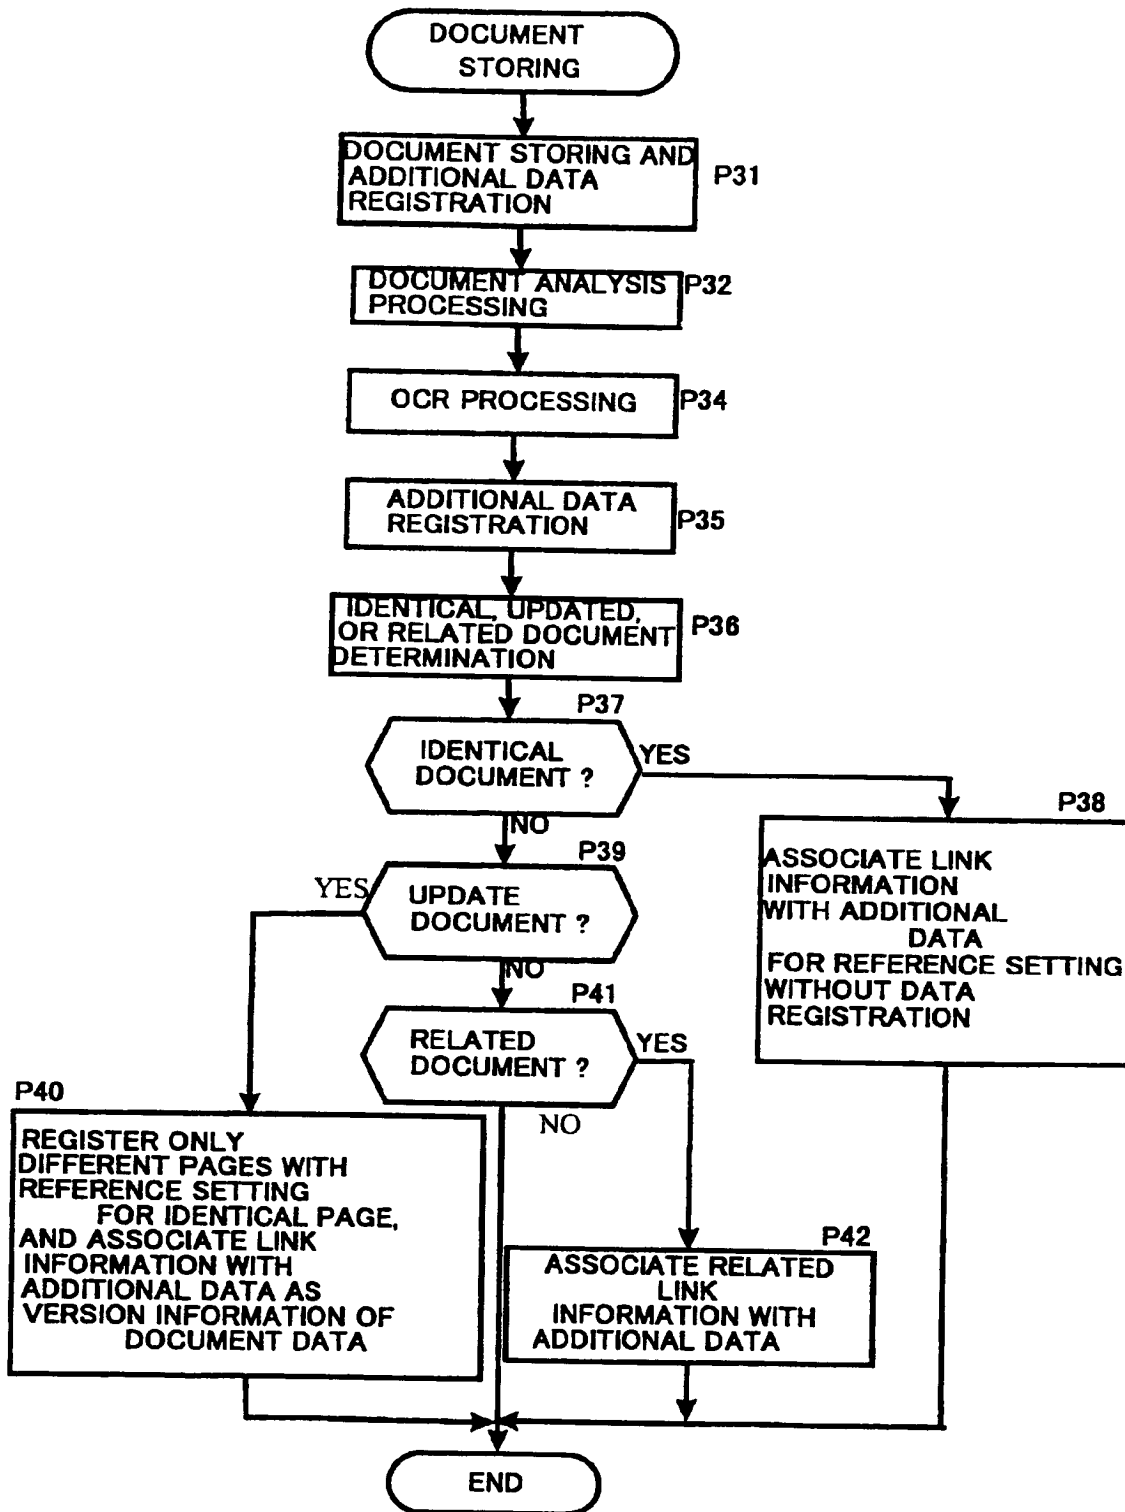 DOCUMENT
STORING
DOCUMENT STORING AND
ADDITIONAL DATA
REGISTRATION
P31
DOCUMENT ANALYSIS
PROCESSING
P32
OCR PROCESSING
P34
ADDITIONAL DATA
REGISTRATION
P35
IDENTICAL, UPDATED,
OR RELATED DOCUMENT
DETERMINATION
P36
P37
IDENTICAL
DOCUMENT ?
YES
NO
P38
ASSOCIATE LINK
INFORMATION
WITH ADDITIONAL
DATA
FOR REFERENCE SETTING
WITHOUT DATA
REGISTRATION
P39
YES
UPDATE
DOCUMENT ?
NO
P41
RELATED
DOCUMENT ?
YES
NO
P40
REGISTER ONLY
DIFFERENT PAGES WITH
REFERENCE SETTING
FOR IDENTICAL PAGE,
AND ASSOCIATE LINK
INFORMATION WITH
ADDITIONAL DATA AS
VERSION INFORMATION OF
DOCUMENT DATA
P42
ASSOCIATE RELATED
LINK
INFORMATION WITH
ADDITIONAL DATA
END